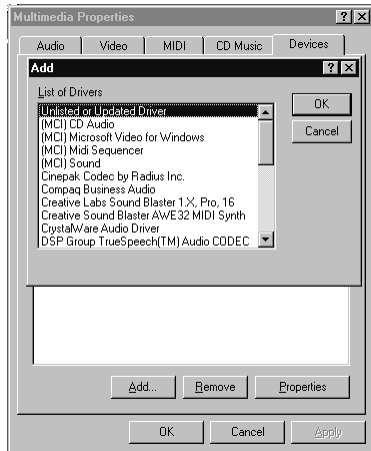 Multimedia Properties
Audio Video MIDI CD Music Devices
Add
List of Drivers
Unlisted or Updated Driver
(MCI) CD Audio
(MCI) Microsoft Video for Windows
(MCI) Midi Sequencer
(MCI) Sound
Cinepak Codec by Radius Inc.
Compaq Business Audio
Creative Labs Sound Blaster 1.X, Pro, 16
Creative Sound Blaster AWE32 MIDI Synth
CrystalWare Audio Driver
DSP Group TrueSpeech(TM) Audio CODEC
OK
Cancel
Add... Remove Properties
OK Cancel Apply